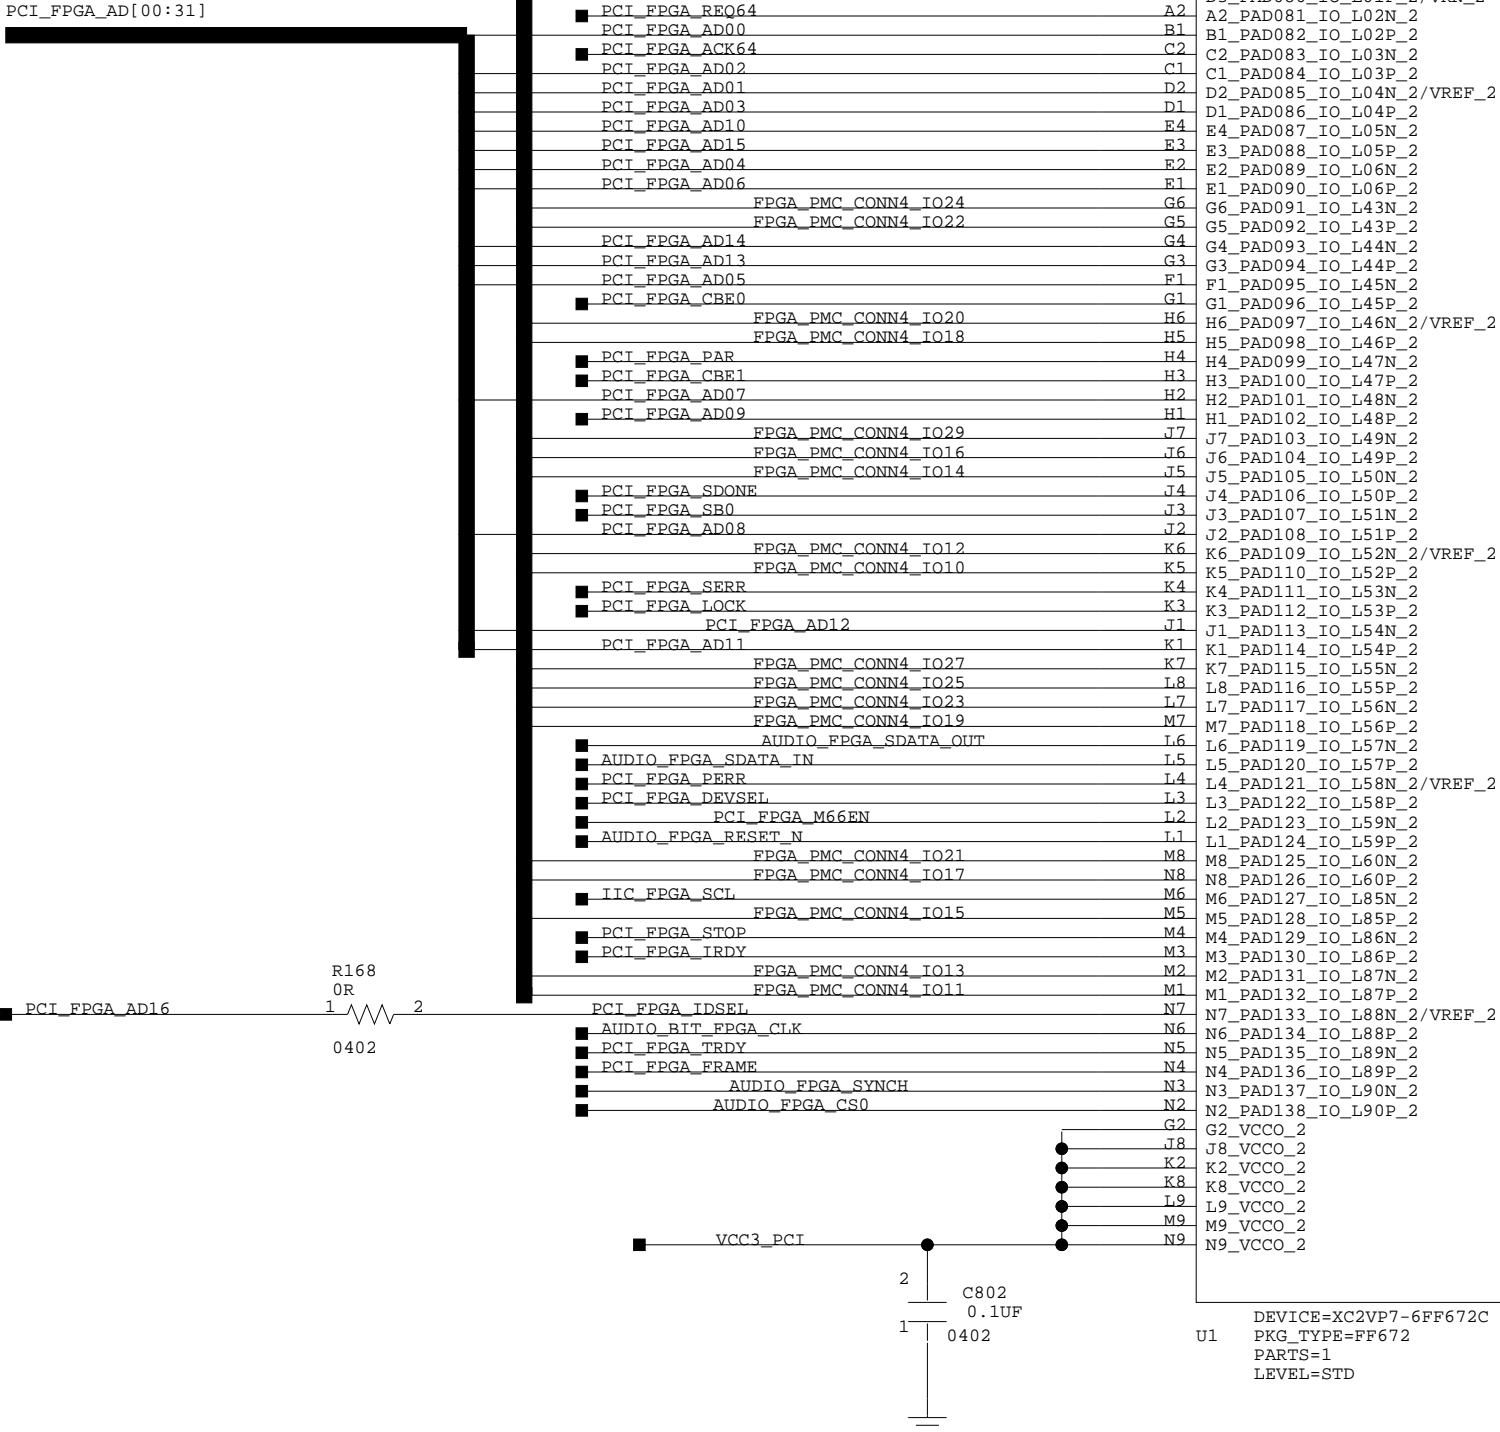 PCI_FPGA_AD[00:31]
PCI_FPGA_REQ64 A2 A2_PAD081_IO_L02N_2
PCI_FPGA_AD00 B1 B1_PAD082_IO_L02P_2
PCI_FPGA_ACK64 C2 C2_PAD083_IO_L03N_2
PCI_FPGA_AD02 C1 C1_PAD084_IO_L03P_2
PCI_FPGA_AD01 D2 D2_PAD085_IO_L04N_2/VREF_2
PCI_FPGA_AD03 D1 D1_PAD086_IO_L04P_2
PCI_FPGA_AD10 E4 E4_PAD087_IO_L05N_2
PCI_FPGA_AD15 E3 E3_PAD088_IO_L05P_2
PCI_FPGA_AD04 E2 E2_PAD089_IO_L06N_2
PCI_FPGA_AD06 E1 E1_PAD090_IO_L06P_2
FPGA_PMC_CONN4_IO24 G6 G6_PAD091_IO_L43N_2
FPGA_PMC_CONN4_IO22 G5 G5_PAD092_IO_L43P_2
PCI_FPGA_AD14 G4 G4_PAD093_IO_L44N_2
PCI_FPGA_AD13 G3 G3_PAD094_IO_L44P_2
PCI_FPGA_AD05 F1 F1_PAD095_IO_L45N_2
PCI_FPGA_CBE0 G1 G1_PAD096_IO_L45P_2
FPGA_PMC_CONN4_IO20 H6 H6_PAD097_IO_L46N_2/VREF_2
FPGA_PMC_CONN4_IO18 H5 H5_PAD098_IO_L46P_2
PCI_FPGA_PAR H4 H4_PAD099_IO_L47N_2
PCI_FPGA_CBE1 H3 H3_PAD100_IO_L47P_2
PCI_FPGA_AD07 H2 H2_PAD101_IO_L48N_2
PCI_FPGA_AD09 H1 H1_PAD102_IO_L48P_2
FPGA_PMC_CONN4_IO29 J7 J7_PAD103_IO_L49N_2
FPGA_PMC_CONN4_IO16 J6 J6_PAD104_IO_L49P_2
FPGA_PMC_CONN4_IO14 J5 J5_PAD105_IO_L50N_2
PCI_FPGA_SDONE J4 J4_PAD106_IO_L50P_2
PCI_FPGA_SB0 J3 J3_PAD107_IO_L51N_2
PCI_FPGA_AD08 J2 J2_PAD108_IO_L51P_2
FPGA_PMC_CONN4_IO12 K6 K6_PAD109_IO_L52N_2/VREF_2
FPGA_PMC_CONN4_IO10 K5 K5_PAD110_IO_L52P_2
PCI_FPGA_SERR K4 K4_PAD111_IO_L53N_2
PCI_FPGA_LOCK K3 K3_PAD112_IO_L53P_2
PCI_FPGA_AD12 J1 J1_PAD113_IO_L54N_2
PCI_FPGA_AD11 K1 K1_PAD114_IO_L54P_2
FPGA_PMC_CONN4_IO27 K7 K7_PAD115_IO_L55N_2
FPGA_PMC_CONN4_IO25 L8 L8_PAD116_IO_L55P_2
FPGA_PMC_CONN4_IO23 L7 L7_PAD117_IO_L56N_2
FPGA_PMC_CONN4_IO19 M7 M7_PAD118_IO_L56P_2
AUDIO_FPGA_SDATA_OUT L6 L6_PAD119_IO_L57N_2
AUDIO_FPGA_SDATA_IN L5 L5_PAD120_IO_L57P_2
PCI_FPGA_PERR L4 L4_PAD121_IO_L58N_2/VREF_2
PCI_FPGA_DEVSEL L3 L3_PAD122_IO_L58P_2
PCI_FPGA_M66EN L2 L2_PAD123_IO_L59N_2
AUDIO_FPGA_RESET_N L1 L1_PAD124_IO_L59P_2
FPGA_PMC_CONN4_IO21 M8 M8_PAD125_IO_L60N_2
FPGA_PMC_CONN4_IO17 N8 N8_PAD126_IO_L60P_2
IIC_FPGA_SCL M6 M6_PAD127_IO_L85N_2
FPGA_PMC_CONN4_IO15 M5 M5_PAD128_IO_L85P_2
PCI_FPGA_STOP M4 M4_PAD129_IO_L86N_2
PCI_FPGA_IRDY M3 M3_PAD130_IO_L86P_2
R168 FPGA_PMC_CONN4_IO13 M2 M2_PAD131_IO_L87N_2
0R FPGA_PMC_CONN4_IO11 M1 M1_PAD132_IO_L87P_2
PCI_FPGA_AD16 1 2 PCI_FPGA_IDSEL N7 N7_PAD133_IO_L88N_2/VREF_2
AUDIO_BIT_FPGA_CLK N6 N6_PAD134_IO_L88P_2
0402 PCI_FPGA_TRDY N5 N5_PAD135_IO_L89N_2
PCI_FPGA_FRAME N4 N4_PAD136_IO_L89P_2
AUDIO_FPGA_SYNCH N3 N3_PAD137_IO_L90N_2
AUDIO_FPGA_CS0 N2 N2_PAD138_IO_L90P_2
G2 G2_VCCO_2
J8 J8_VCCO_2
K2 K2_VCCO_2
K8 K8_VCCO_2
L9 L9_VCCO_2
M9 M9_VCCO_2
VCC3_PCI N9 N9_VCCO_2
2
C802
0.1UF
1 0402
DEVICE=XC2VP7-6FF672C
U1 PKG_TYPE=FF672
PARTS=1
LEVEL=STD